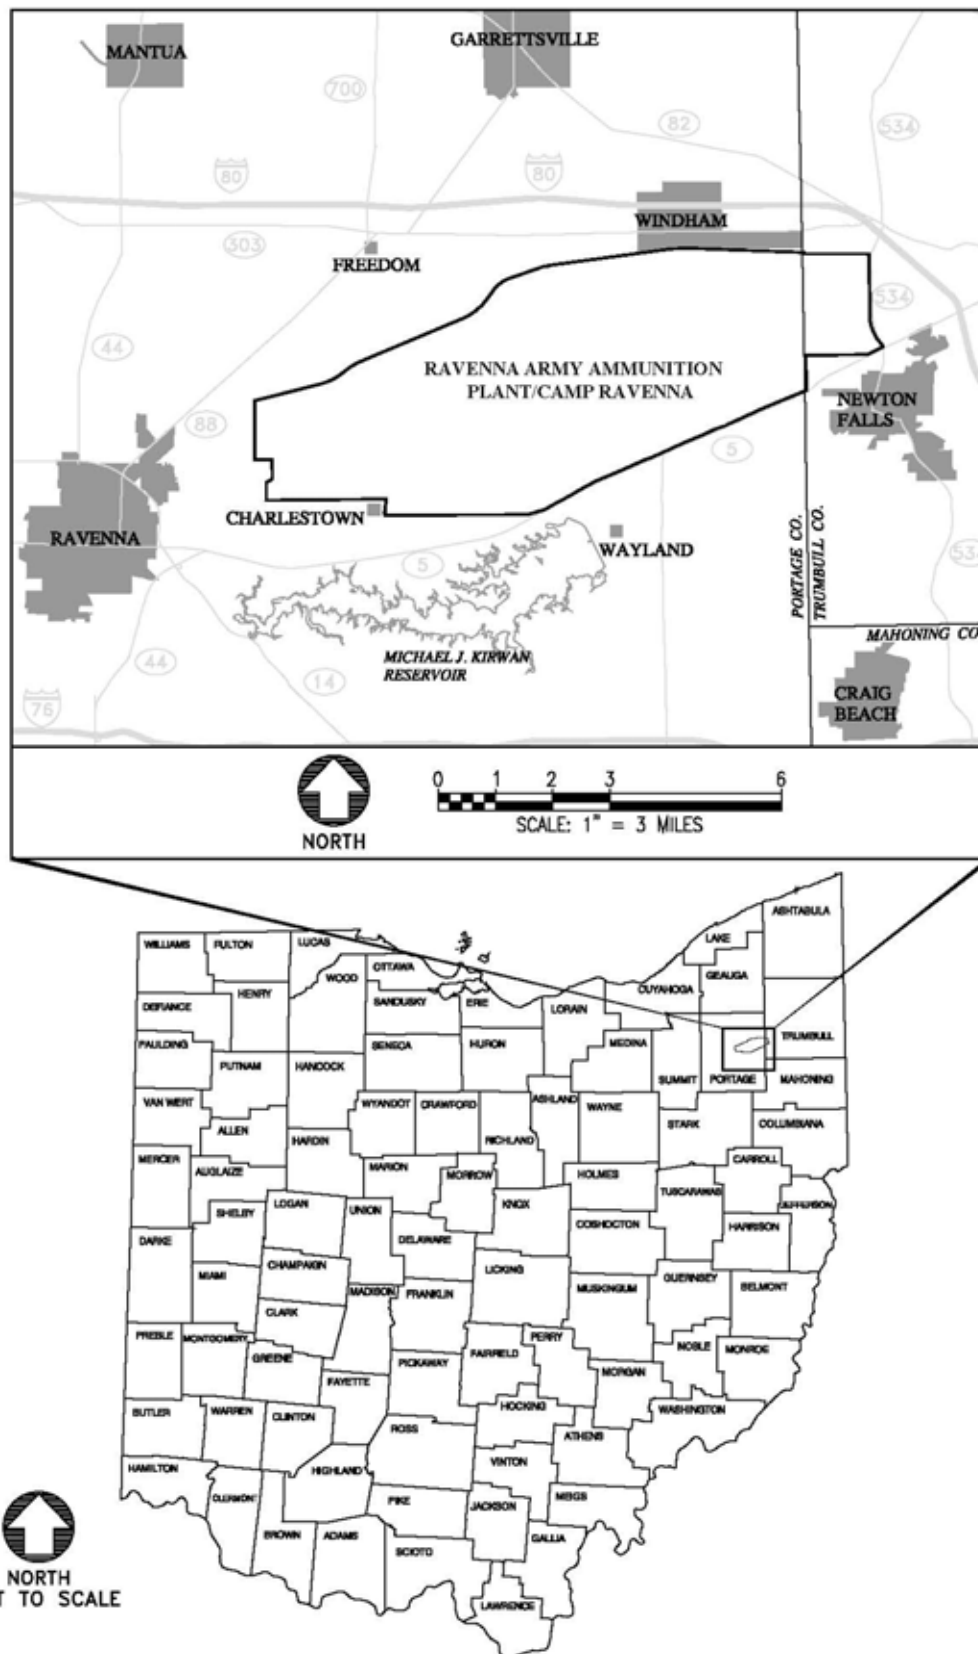 MANTUA
GARRETTSVILLE
700
82
534
80
80
WINDHAM
303
FREEDOM
534
44
RAVENNA ARMY AMMUNITION
PLANT/CAMP RAVENNA
NEWTON
FALLS
88
5
CHARLESTOWN
RAVENNA
WAYLAND
PORTAGE CO.
TRUMBULL CO.
5
53
MAHONING CO
MICHAEL J. KIRWAN
RESERVOIR
44
14
76
CRAIG
BEACH
0 1 2 3 6
SCALE: 1" = 3 MILES
NORTH
ASHTABULA
LAKE
WILLIAMS
FULTON
LUCAS
WOOD
OTTAWA
GEAUGA
CUYAHOGA
HENRY
DEFIANCE
SANDUSKY
ERIE
LORAIN
TRUMBULL
PAULDING
SENECA
HURON
MEDINA
PUTNAM
HANCOCK
SUMMIT
PORTAGE
MAHONING
VAN WERT
WYANDOT
CRAWFORD
ASHLAND
WAYNE
ALLEN
STARK
COLUMBIANA
HARDIN
RICHLAND
MERCER
AUGLAIZE
MARION
MORROW
HOLMES
CARROLL
TUSCARAWAS
JEFFERSON
LOGAN
UNION
KNOX
SHELBY
COSHOCTON
HARRISON
DARKE
DELAWARE
CHAMPAIGN
LICKING
MIAMI
GUERNSEY
BELMONT
MADISON
FRANKLIN
MUSKINGUM
CLARK
PREBLE
MONTGOMERY
PERRY
NOBLE
MONROE
GREENE
PICKAWAY
FAIRFIELD
MORGAN
FAYETTE
BUTLER
WARREN
CLINTON
HOCKING
WASHINGTON
ROSS
ATHENS
HAMILTON
HIGHLAND
VINTON
CLERMONT
PIKE
JACKSON
MEIGS
BROWN
ADAMS
SCIOTO
GALLIA
LAWRENCE
NORTH
T TO SCALE